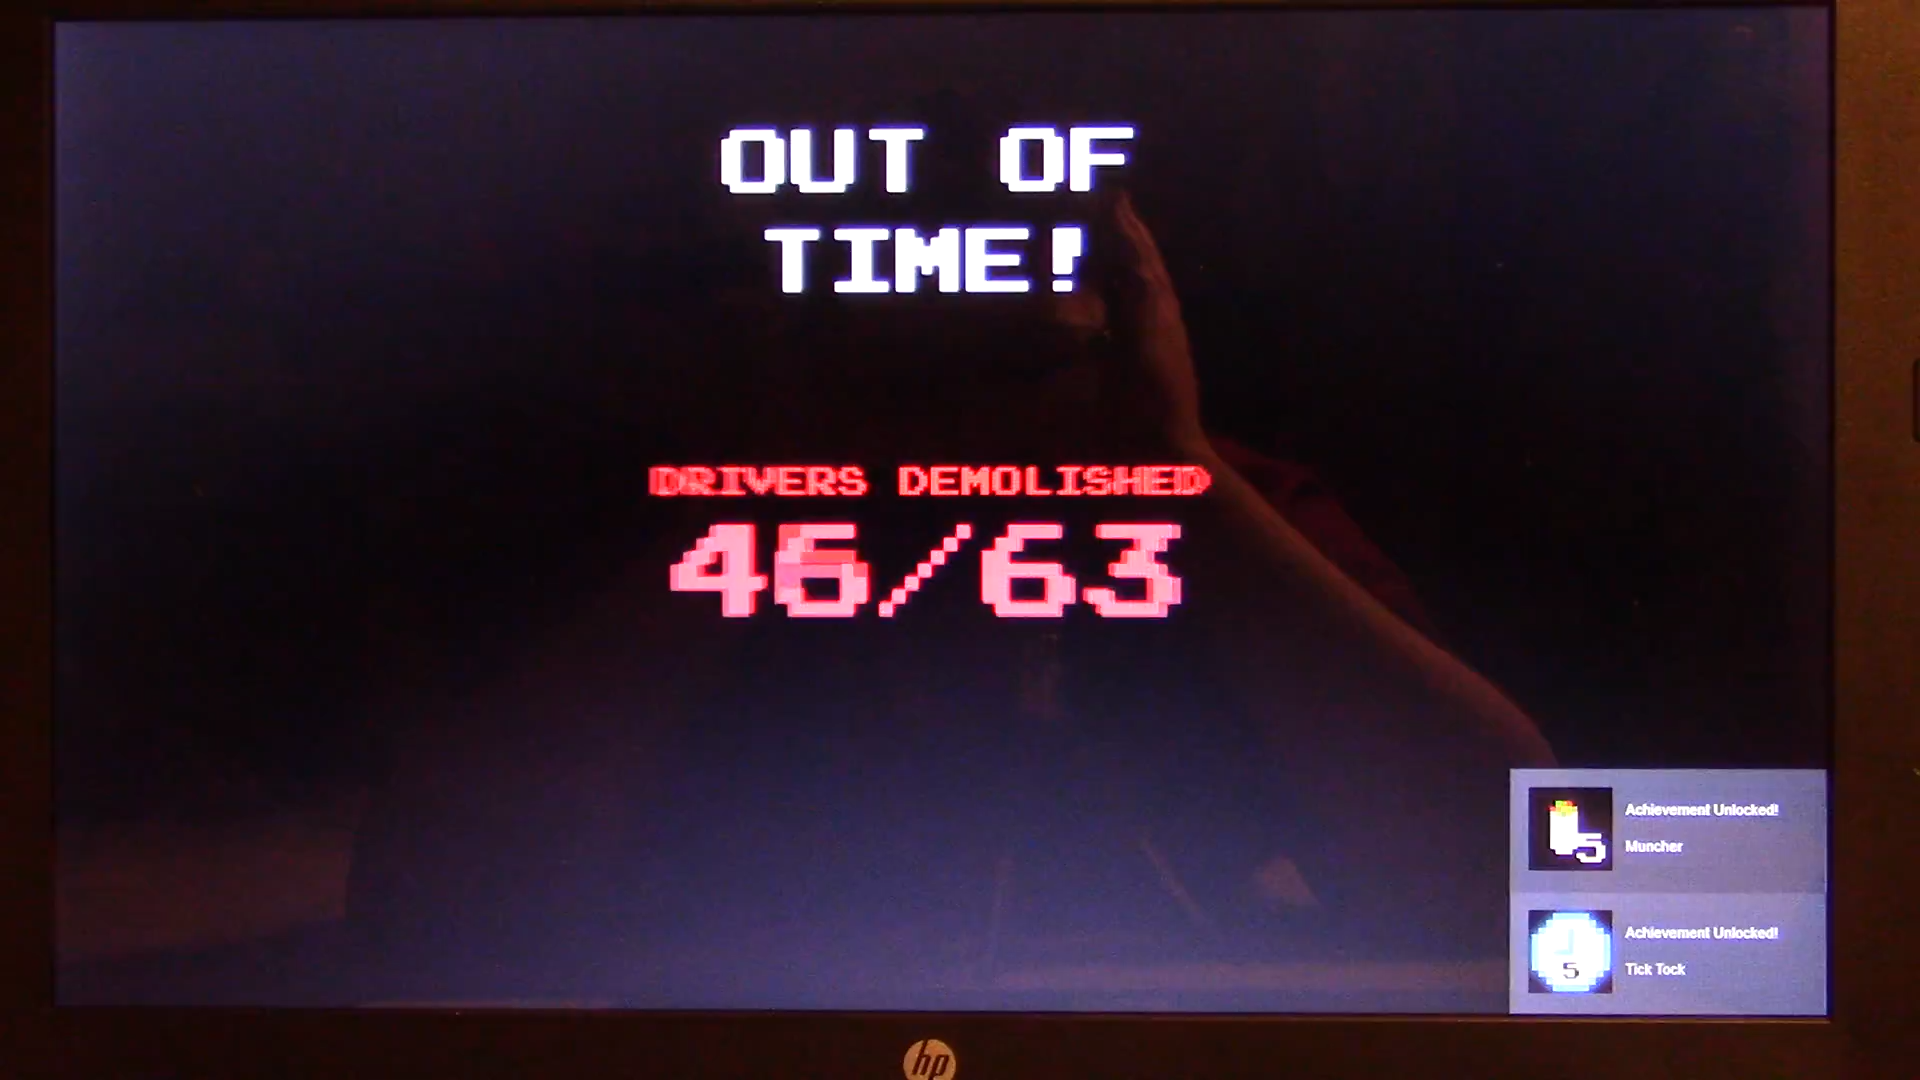 OUT OF
TIME!
DRIVERS DEMOLISHED
46/63
Achievement Unlocked!
5
Muncher
Achievement Unlocked!
5
Tick Tock
hp